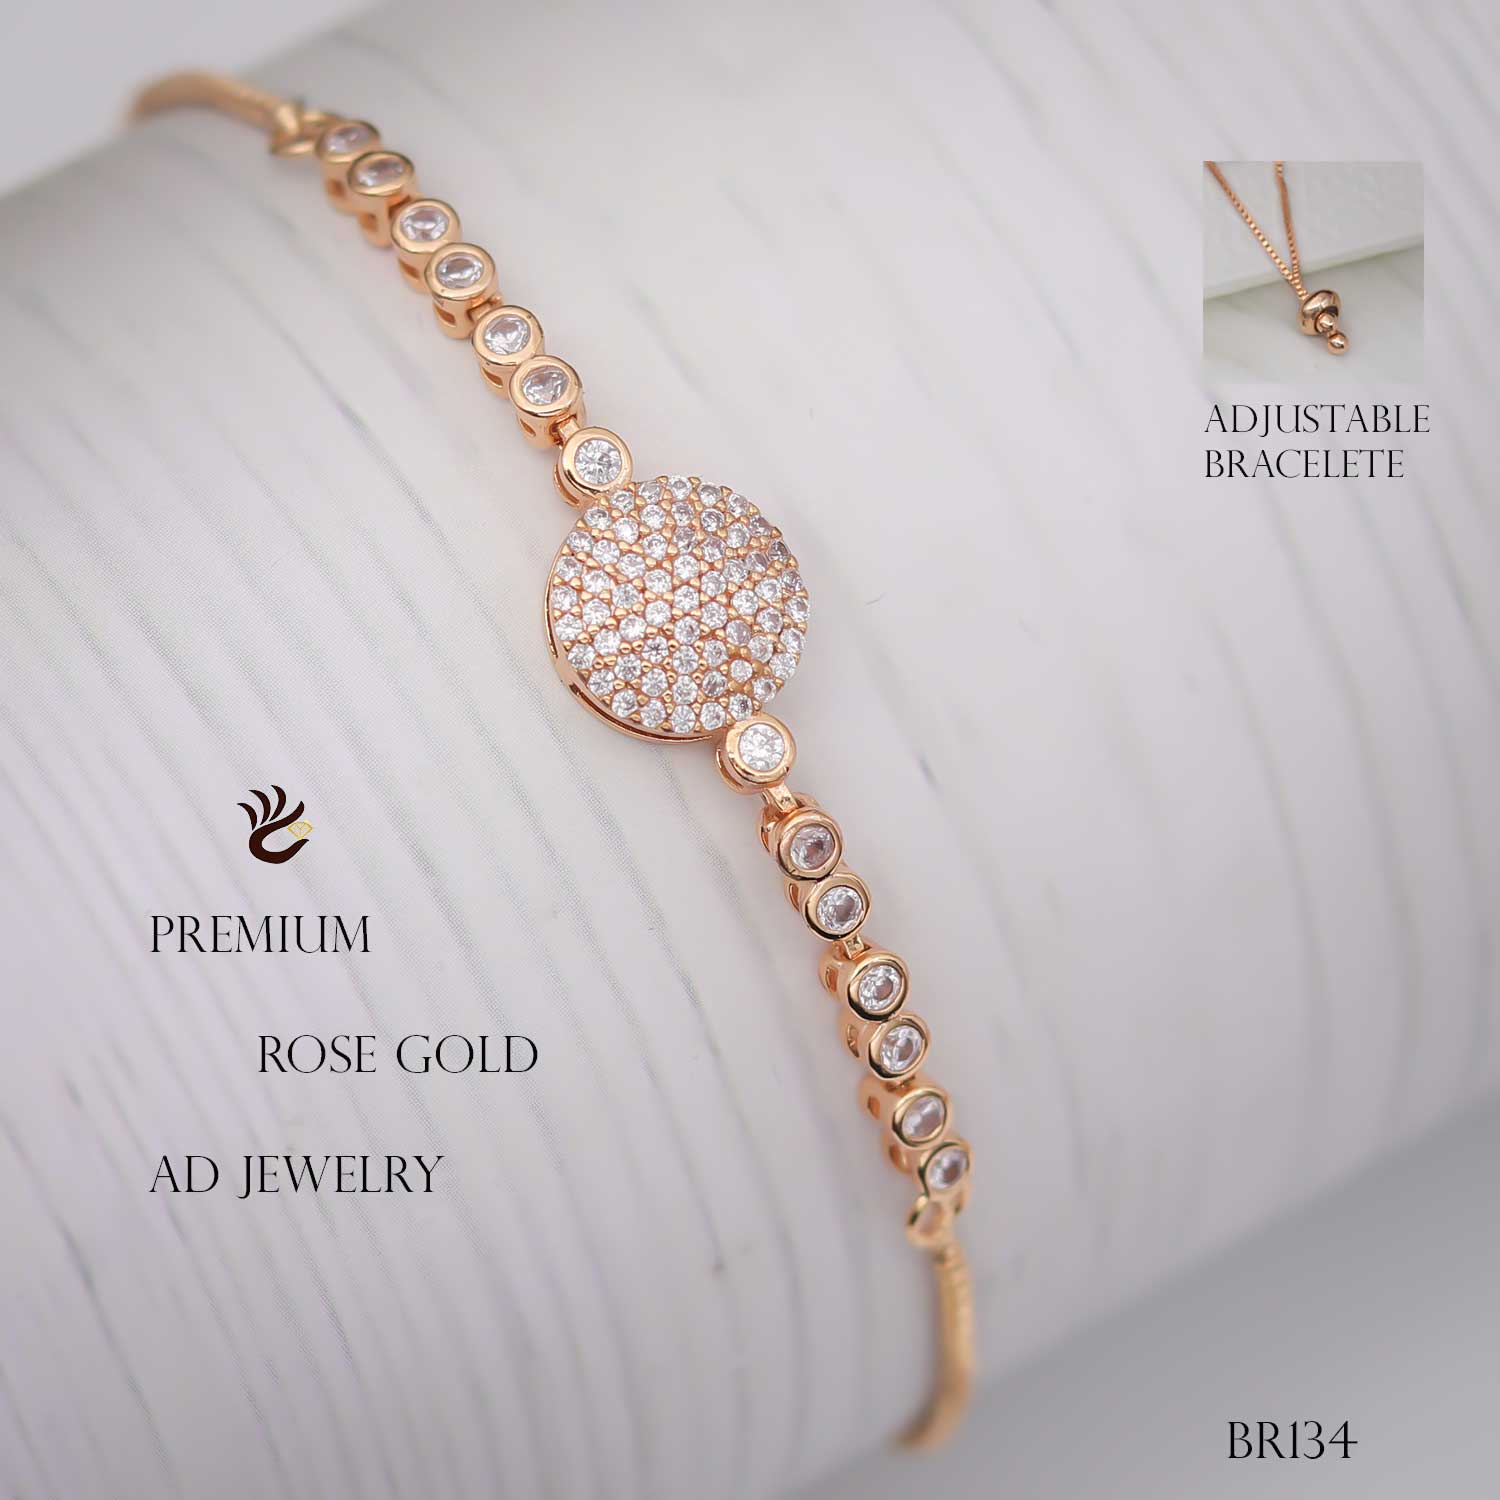 ADJUSTABLE
BRACELETE
PREMIUM
ROSE GOLD
AD JEWELRY
BR134